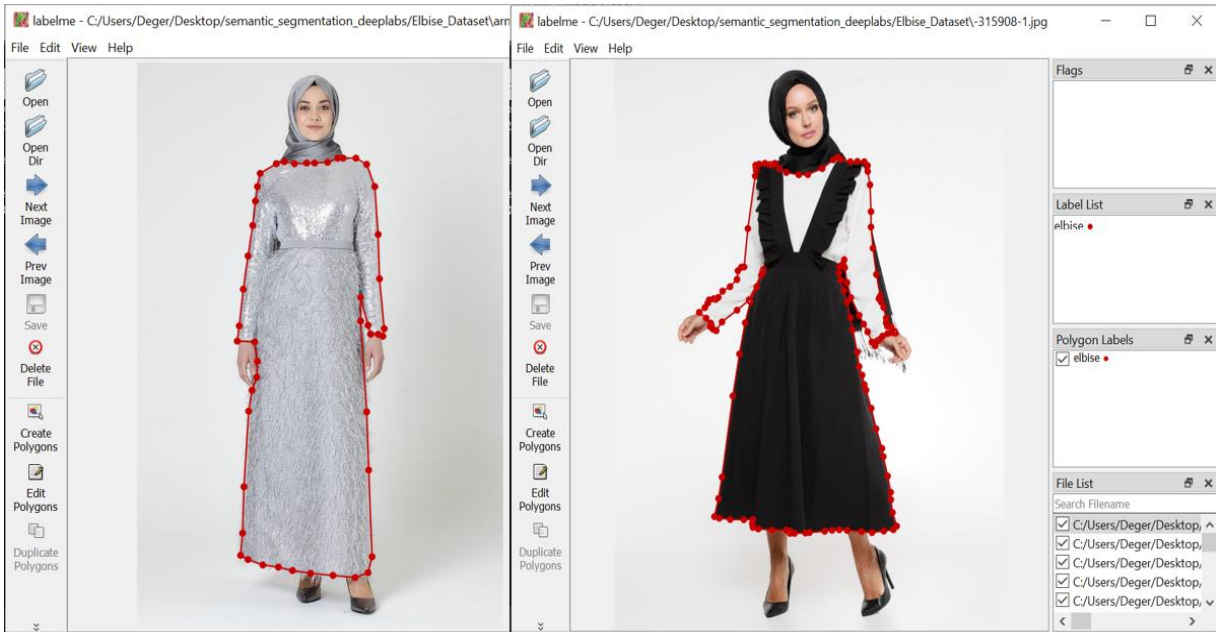 labelme - C:/Users/Deger/Desktop/semantic_segmentation_deeplabs/Elbise_Dataset\arn
File Edit View Help
Open
Open
Dir
Next
Image
Prev
Image
Save
Delete
File
Create
Polygons
Edit
Polygons
Duplicate
Polygons
labelme - C:/Users/Deger/Desktop/semantic_segmentation_deeplabs/Elbise_Dataset\-315908-1.jpg
File Edit View Help
Open
Open
Dir
Next
Image
Prev
Image
Save
Delete
File
Create
Polygons
Edit
Polygons
Duplicate
Polygons
Flags
Label List
elbise
Polygon Labels
elbise
File List
Search Filename
C:/Users/Deger/Desktop/
C:/Users/Deger/Desktop/
C:/Users/Deger/Desktop/
C:/Users/Deger/Desktop/
C:/Users/Deger/Desktop/